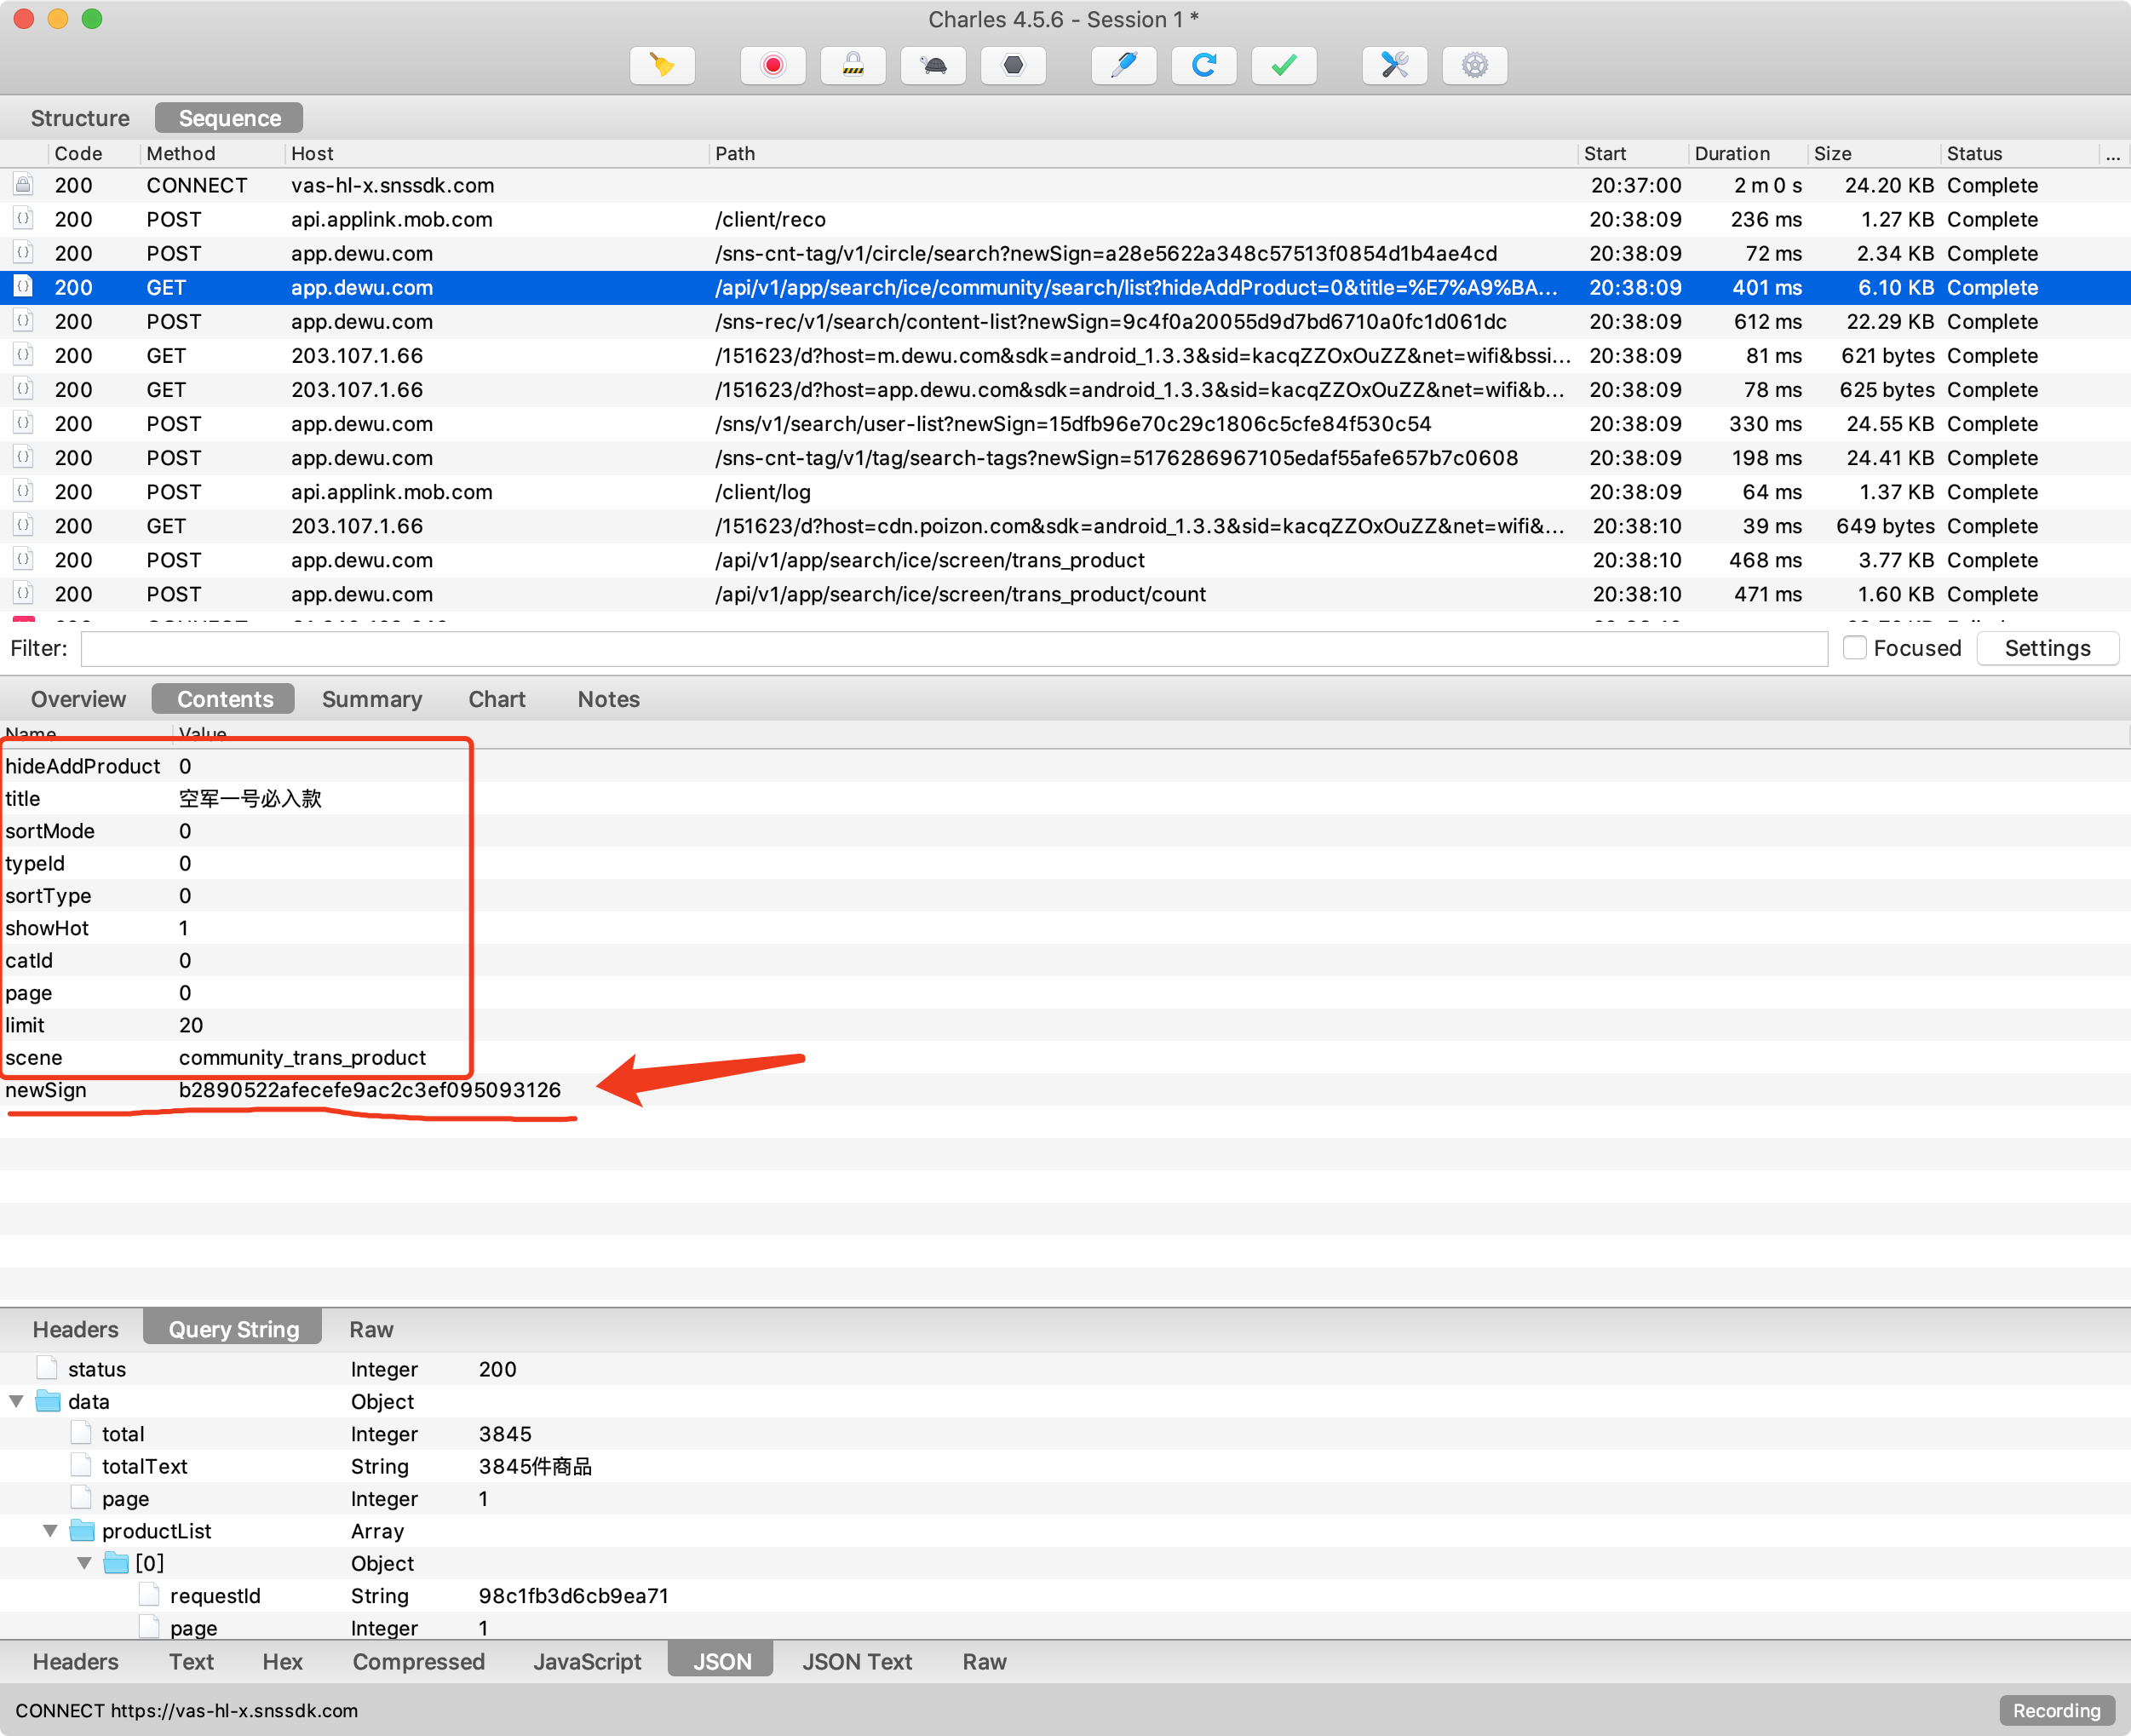 Charles 4.5.6 - Session 1 *
Structure Sequence
Code Method Host Path Start Duration Size Status ...
200 CONNECT vas-hl-x.snssdk.com 20:37:00 2 m 0 s 24.20 KB Complete
200 POST api.applink.mob.com /client/reco 20:38:09 236 ms 1.27 KB Complete
200 POST app.dewu.com /sns-cnt-tag/v1/circle/search?newSign=a28e5622a348c57513f0854d1b4ae4cd 20:38:09 72 ms 2.34 KB Complete
200 GET app.dewu.com /api/v1/app/search/ice/community/search/list?hideAddProduct=0&title=%E7%A9%BA... 20:38:09 401 ms 6.10 KB Complete
200 POST app.dewu.com /sns-rec/v1/search/content-list?newSign=9c4f0a20055d9d7bd6710a0fc1d061dc 20:38:09 612 ms 22.29 KB Complete
200 GET 203.107.1.66 /151623/d?host=m.dewu.com&sdk=android_1.3.3&sid=kacqZZOxOuZZ&net=wifi&bssi... 20:38:09 81 ms 621 bytes Complete
200 GET 203.107.1.66 /151623/d?host=app.dewu.com&sdk=android_1.3.3&sid=kacqZZOxOuZZ&net=wifi&b... 20:38:09 78 ms 625 bytes Complete
200 POST app.dewu.com /sns/v1/search/user-list?newSign=15dfb96e70c29c1806c5cfe84f530c54 20:38:09 330 ms 24.55 KB Complete
200 POST app.dewu.com /sns-cnt-tag/v1/tag/search-tags?newSign=5176286967105edaf55afe657b7c0608 20:38:09 198 ms 24.41 KB Complete
200 POST api.applink.mob.com /client/log 20:38:09 64 ms 1.37 KB Complete
200 GET 203.107.1.66 /151623/d?host=cdn.poizon.com&sdk=android_1.3.3&sid=kacqZZOxOuZZ&net=wifi&... 20:38:10 39 ms 649 bytes Complete
200 POST app.dewu.com /api/v1/app/search/ice/screen/trans_product 20:38:10 468 ms 3.77 KB Complete
200 POST app.dewu.com /api/v1/app/search/ice/screen/trans_product/count 20:38:10 471 ms 1.60 KB Complete
Filter: Focused Settings
Overview Contents Summary Chart Notes
Name Value
hideAddProduct 0
title 空军一号必入款
sortMode 0
typeId 0
sortType 0
showHot 1
catId 0
page 0
limit 20
scene community_trans_product
newSign b2890522afecefe9ac2c3ef095093126
Headers Query String Raw
status Integer 200
data Object
total Integer 3845
totalText String 3845件商品
page Integer 1
productList Array
[0] Object
requestId String 98c1fb3d6cb9ea71
page Integer 1
Headers Text Hex Compressed JavaScript JSON JSON Text Raw
CONNECT https://vas-hl-x.snssdk.com Recording